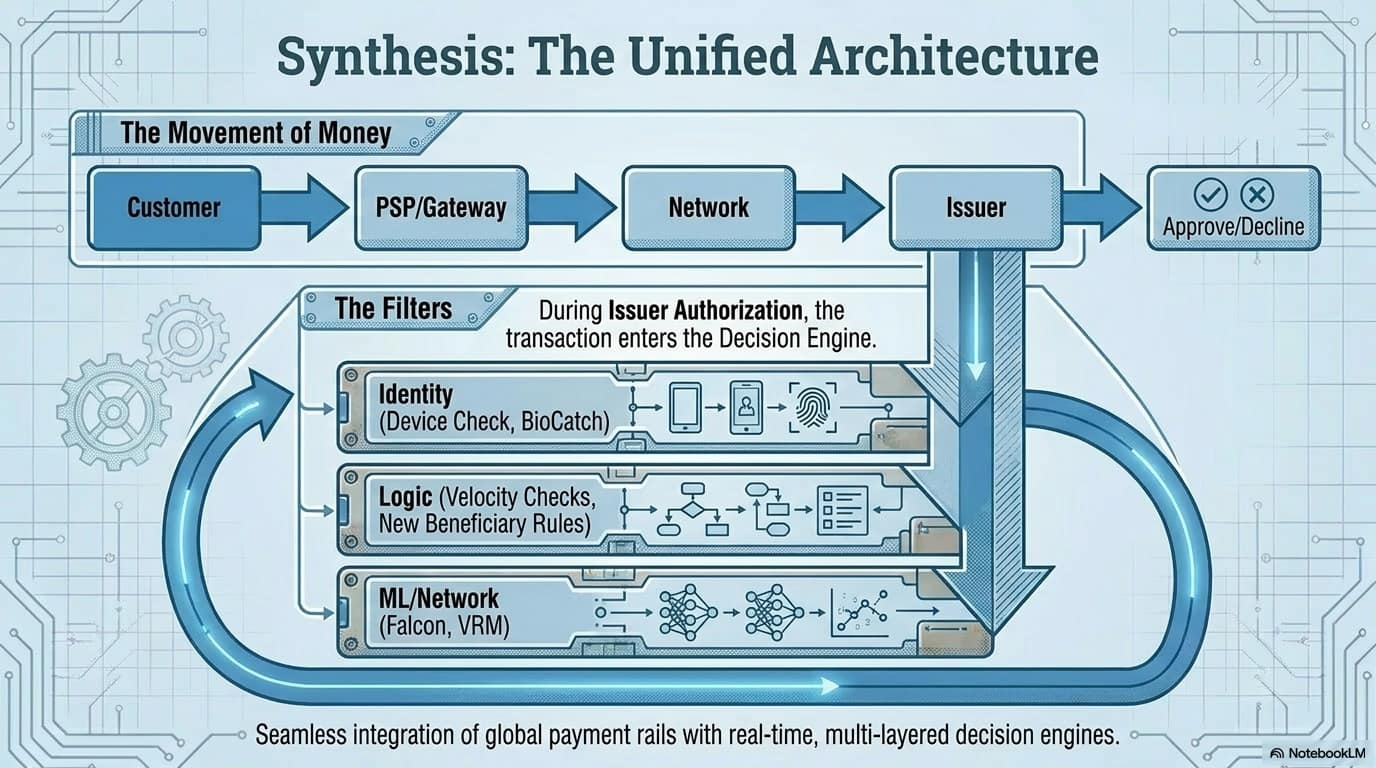 Synthesis: The Unified Architecture
The Movement of Money
Customer
PSP/Gateway
Network
Issuer
Approve/Decline
The Filters
During Issuer Authorization, the
transaction enters the Decision Engine.
Identity
(Device Check, BioCatch)
Logic (Velocity Checks,
New Beneficiary Rules)
ML/Network
(Falcon, VRM)
Seamless integration of global payment rails with real-time, multi-layered decision engines.
NotebookLM